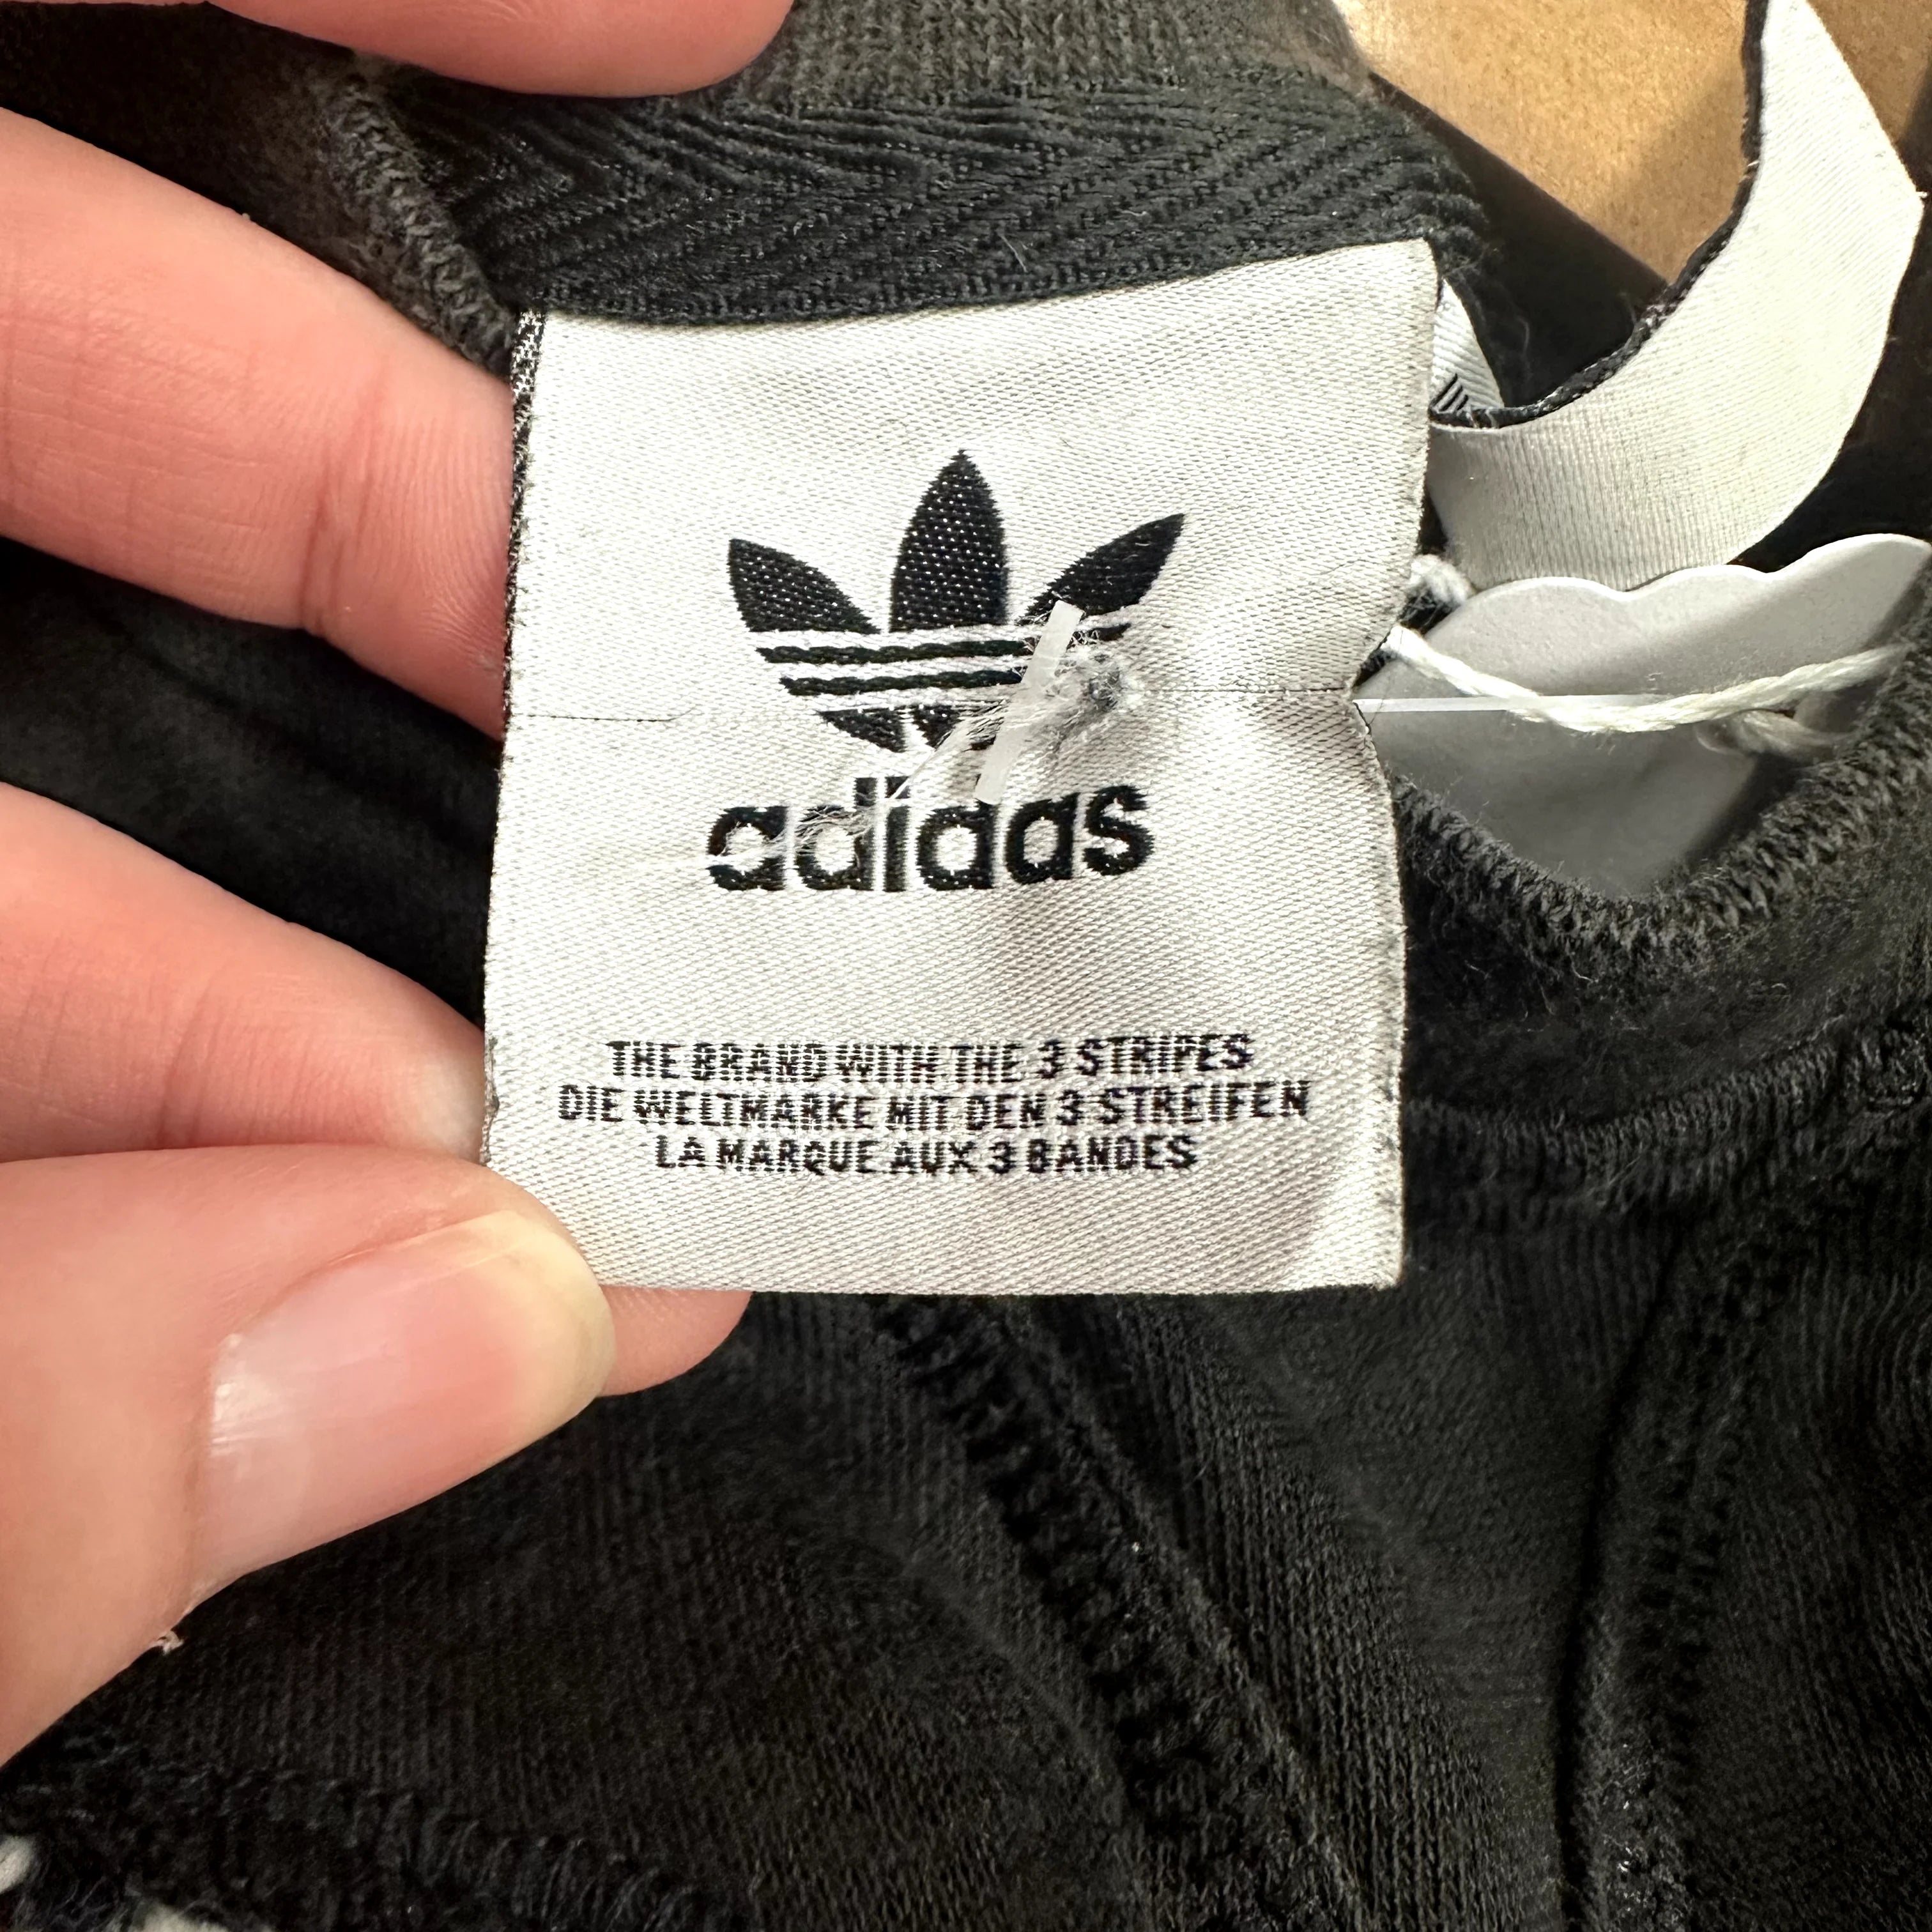 adidas
THE BRAND WITH THE 3 STRIPES
DIE WELTMARKE MIT DEN 3 STREIFEN
LA MARQUE AUX 3 BANDES